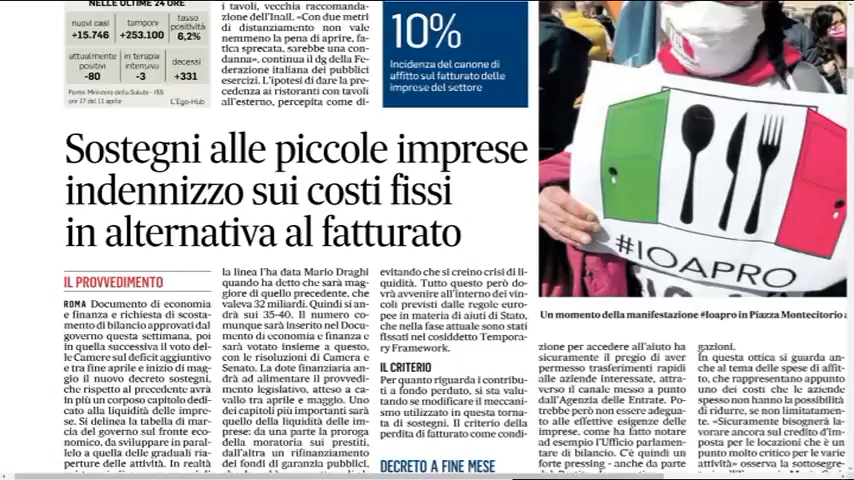 NELLE ULTIME 24 ORE
nuovi casi
+15.746
tamponi
+253.100
tasso
positività
6,2%
attualmente
positivi
-80
in terapia
intensiva
-3
decessi
+331
Fonte: Ministero della Salute - ISS
ore 17 del 11 aprile
L'Ego-Hub
i tavoli, vecchia raccomanda-
zione dell'Inail. «Con due metri
di distanziamento non vale
nemmeno la pena di aprire, fa-
tica sprecata, sarebbe una con-
danna», continua il dg della Fe-
derazione italiana dei pubblici
esercizi. L'ipotesi di dare la pre-
cedenza ai ristoranti con tavoli
all'esterno, percepita come di-
10%
Incidenza del canone di
affitto sul fatturato delle
imprese del settore
Sostegni alle piccole imprese
indennizzo sui costi fissi
in alternativa al fatturato
IL PROVVEDIMENTO
ROMA Documento di economia
e finanza e richiesta di scosta-
mento di bilancio approvati dal
governo questa settimana, poi
in quella successiva il voto del-
le Camere sul deficit aggiuntivo
e tra fine aprile e inizio di mag-
gio il nuovo decreto sostegni,
che rispetto al precedente avrà
in più un corposo capitolo dedi-
cato alla liquidità delle impre-
se. Si delinea la tabella di mar-
cia del governo sul fronte eco-
nomico, da sviluppare in paral-
lelo a quella delle graduali ria-
perture delle attività. In realtà
la linea l'ha data Mario Draghi
quando ha detto che sarà mag-
giore di quello precedente, che
valeva 32 miliardi. Quindi si an-
drà sui 35-40. Il numero co-
munque sarà inserito nel Docu-
mento di economia e finanza e
sarà votato insieme a questo,
con le risoluzioni di Camera e
Senato. La dote finanziaria an-
drà ad alimentare il provvedi-
mento legislativo, atteso a ca-
vallo tra aprile e maggio. Uno
dei capitoli più importanti sarà
quello della liquidità delle im-
prese: da una parte la proroga
della moratoria sui prestiti,
dall'altra un rifinanziamento
dei fondi di garanzia pubblici,
evitando che si creino crisi di li-
quidità. Tutto questo però do-
vrà avvenire all'interno dei vin-
coli previsti dalle regole euro-
pee in materia di aiuti di Stato,
che nella fase attuale sono stati
fissati nel cosiddetto Tempora-
ry Framework.
IL CRITERIO
Per quanto riguarda i contribu-
ti a fondo perduto, si sta valu-
tando se modificare il meccani-
smo utilizzato in questa torna-
ta di sostegni. Il criterio della
perdita di fatturato come condi-
DECRETO A FINE MESE
#IOAPRO
Un momento della manifestazione #Ioapro in Piazza Montecitorio a
zione per accedere all'aiuto ha
sicuramente il pregio di aver
permesso trasferimenti rapidi
alle aziende interessate, attra-
verso il canale messo a punto
dall'Agenzia delle Entrate. Po-
trebbe però non essere adegua-
to alle effettive esigenze delle
imprese, come ha fatto notare
ad esempio l'Ufficio parlamen-
tare di bilancio. C'è quindi un
forte pressing - anche da parte
gazioni.
In questa ottica si guarda an-
che al tema delle spese di affit-
to, che rappresentano appunto
uno dei costi che le aziende
spesso non hanno la possibilità
di ridurre, se non limitatamen-
te. «Sicuramente bisognerà la-
vorare ancora sul credito d'im-
posta per le locazioni che è un
punto molto critico per le varie
attività» osserva la sottosegre-